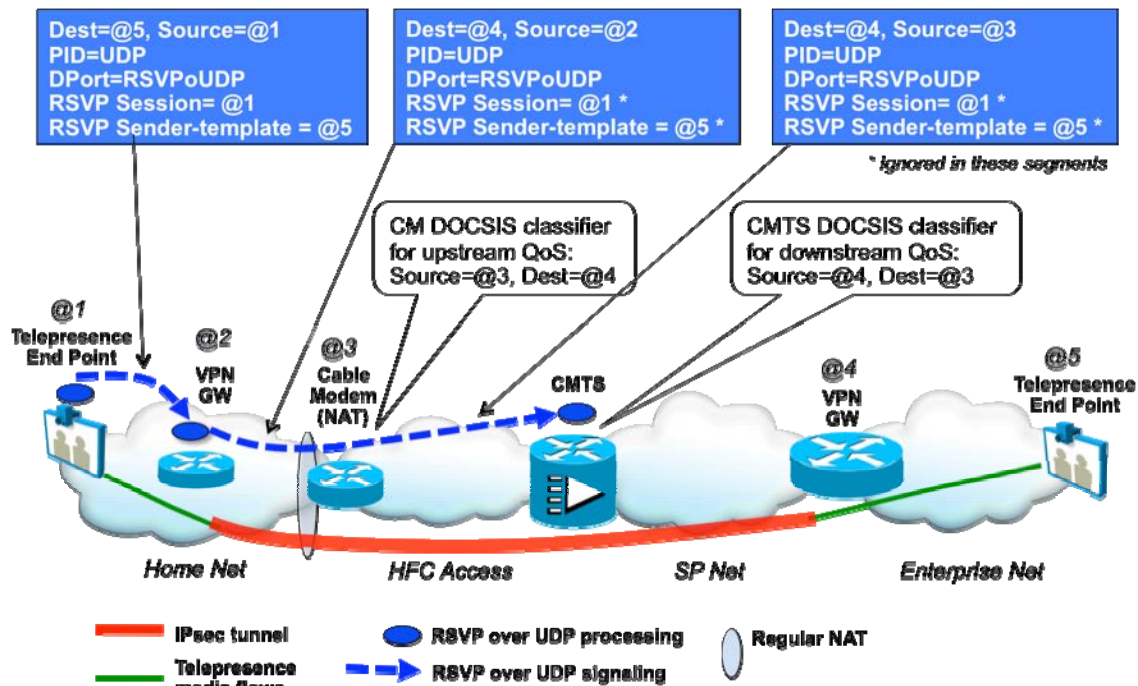 Dest=@5, Source=@1
PID=UDP
DPort=RSVPoUDP
RSVP Session= @1
RSVP Sender-template = @5
Dest=@4, Source=@2
PID=UDP
DPort=RSVPoUDP
RSVP Session= @1 *
RSVP Sender-template = @5 *
Dest=@4, Source=@3
PID=UDP
DPort=RSVPoUDP
RSVP Session= @1 *
RSVP Sender-template = @5 *
* Ignored in these segments
CM DOCSIS classifier
for upstream QoS:
Source=@3, Dest=@4
CMTS DOCSIS classifier
for downstream QoS:
Source=@4, Dest=@3
@1
Telepresence
End Point
@2
VPN
GW
@3
Cable
Modem
(NAT)
CMTS
@4
VPN
GW
@5
Telepresence
End Point
Home Net
HFC Access
SP Net
Enterprise Net
IPsec tunnel
RSVP over UDP processing
Regular NAT
Telepresence
media flows
RSVP over UDP signaling